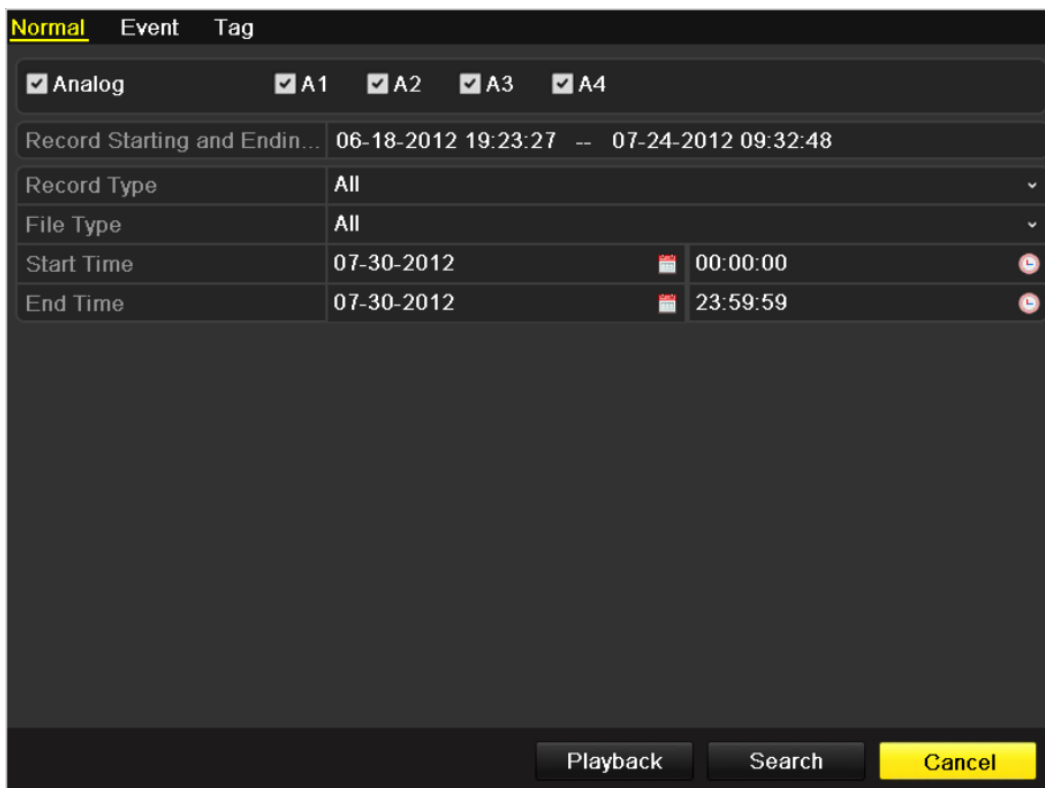 Normal Event Tag
Analog A1 A2 A3 A4
Record Starting and Endin... 06-18-2012 19:23:27 -- 07-24-2012 09:32:48
Record Type All
File Type All
Start Time 07-30-2012 00:00:00
End Time 07-30-2012 23:59:59
Playback Search Cancel